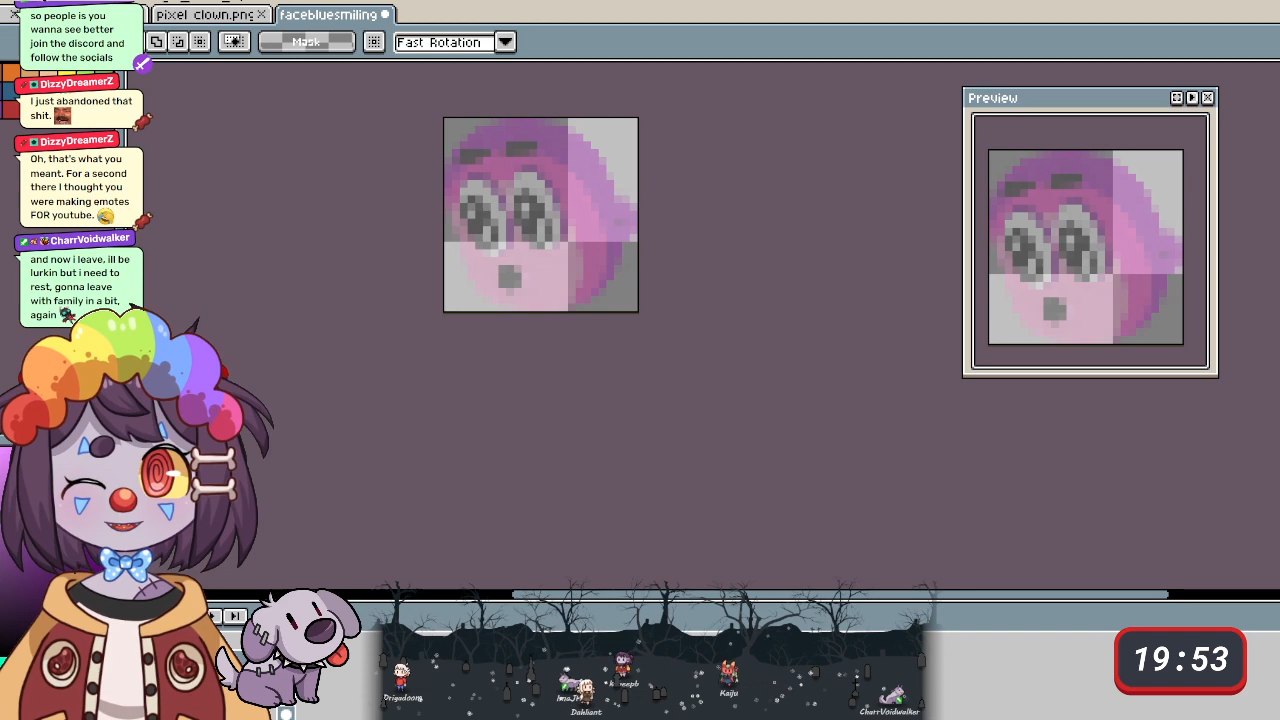 pixel_clown.png
facebluesmiling
Mask
Fast Rotation
so people is you
wanna see better
join the discord and
follow the socials
DizzyDreamerZ
I just abandoned that
shit.
DizzyDreamerZ
Oh, that's what you
meant. For a second
there I thought you
were making emotes
FOR youtube.
CharrVoidwalker
and now i leave, ill be
lurkin but i need to
rest, gonna leave
with family in a bit,
again
Preview
Kaiju
Dahliant
CharrVoidwalker
19:53